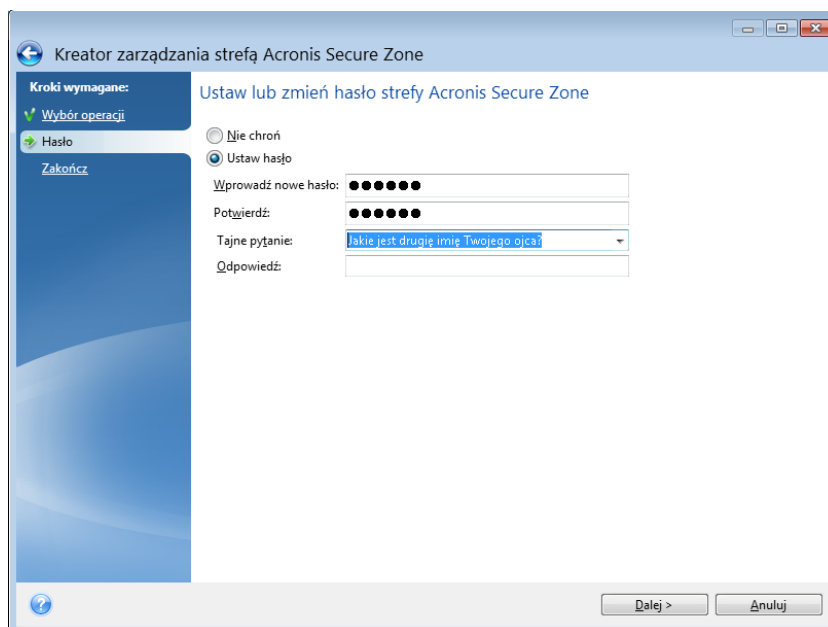 Kreator zarządzania strefą Acronis Secure Zone
Kroki wymagane:
Wybór operacji
Hasło
Zakończ
Ustaw lub zmień hasło strefy Acronis Secure Zone
Nie chroń
Ustaw hasło
Wprowadź nowe hasło: ●●●●●●
Potwierdź: ●●●●●●
Tajne pytanie: Jakie jest drugię imię Twojego ojca?
Odpowiedź:
Dalej > Anuluj